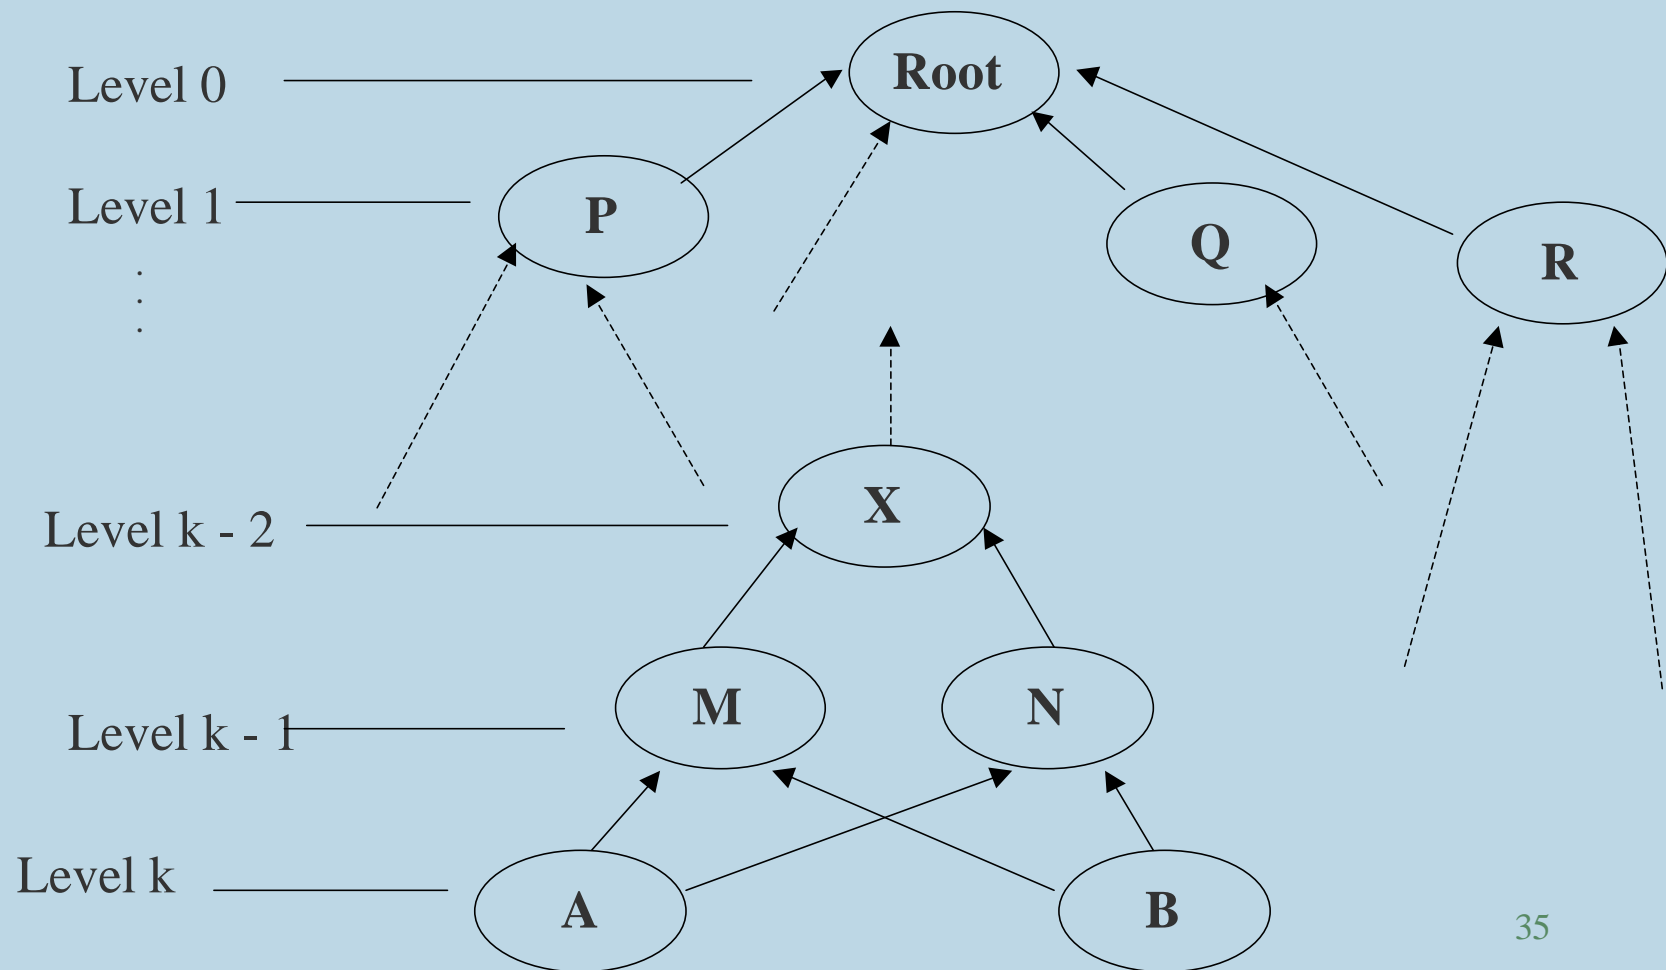 Root
Level 0
Level 1
P
Q
R
.
.
.
X
Level k - 2
M
N
Level k - 1
Level k
A
B
35